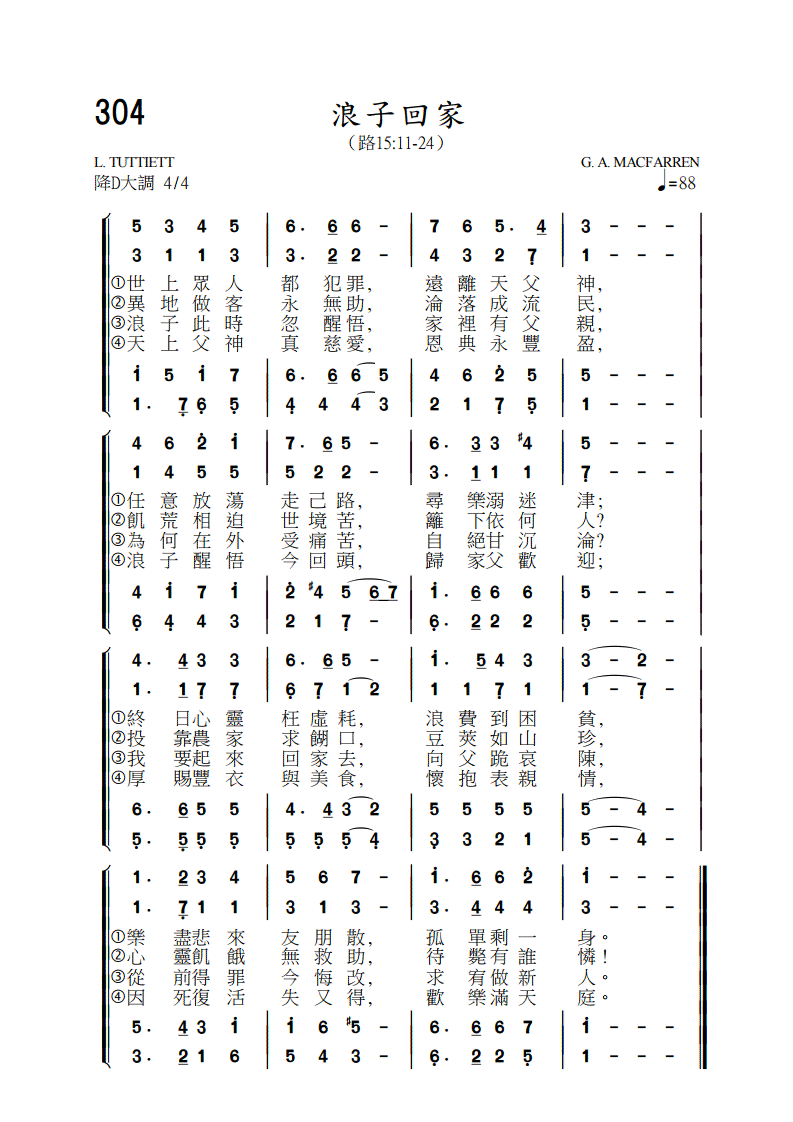 304
浪子回家
（路15:11-24）
L. TUTTIETT G. A. MACFARREN
降D大調 4/4 ♩=88
5 3 4 5 | 6· 6 6 - | 7 6 5· 4 | 3 - - -
3 1 1 3 | 3· 2 2 - | 4 3 2 7̣ | 1 - - -
①世上眾人都犯罪，遠離天父神，
②異地做客永無助，淪落成流民，
③浪子此時忽醒悟，家裡有父親，
④天上父神真慈愛，恩典永豐盈，
i 5 i 7 | 6· 6 6 5 | 4 6 2̇ 5 | 5 - - -
1· 7̣ 6̣ 5̣ | 4̣ 4 4 3 | 2 1 7̣ 5̣ | 1 - - -
4 6 2̇ i | 7· 6 5 - | 6· 3 3 ♯4 | 5 - - -
1 4 5 5 | 5 2 2 - | 3· 1 1 1 | 7̣ - - -
①任意放蕩走己路，尋樂溺迷津；
②飢荒相迫世境苦，籬下依何人？
③為何在外受痛苦，自絕甘沉淪？
④浪子醒悟今回頭，歸家父歡迎；
4 i 7 i | 2̇ ♯4 5 6 7 | i· 6 6 6 | 5 - - -
6̣ 4̣ 4 3 | 2 1 7̣ - | 6̣· 2 2 2 | 5̣ - - -
4· 4 3 3 | 6· 6 5 - | i· 5 4 3 | 3 - 2 -
1· 1 7̣ 7̣ | 6̣ 7̣ 1 2 | 1 1 7̣ 1 | 1 - 7̣ -
①終日心靈枉虛耗，浪費到困貧，
②投靠農家求餬口，豆莢如山珍，
③我要起來回家去，向父跪哀陳，
④厚賜豐衣與美食，懷抱表親情，
6· 6 5 5 | 4· 4 3 2 | 5 5 5 5 | 5 - 4 -
5̣· 5̣ 5̣ 5̣ | 5̣ 5̣ 5̣ 4̣ | 3̣ 3 2 1 | 5 - 4 -
1· 2 3 4 | 5 6 7 - | i· 6 6 2̇ | i - - -
1· 7̣ 1 1 | 3 1 3 - | 3· 4 4 4 | 3 - - -
①樂盡悲來友朋散，孤單剩一身。
②心靈飢餓無救助，待斃有誰憐！
③從前得罪今悔改，求宥做新人。
④因死復活失又得，歡樂滿天庭。
5· 4 3 i | i 6 ♯5 - | 6· 6 6 7 | i - - -
3· 2 1 6 | 5 4 3 - | 6̣· 2 2 5̣ | 1 - - -